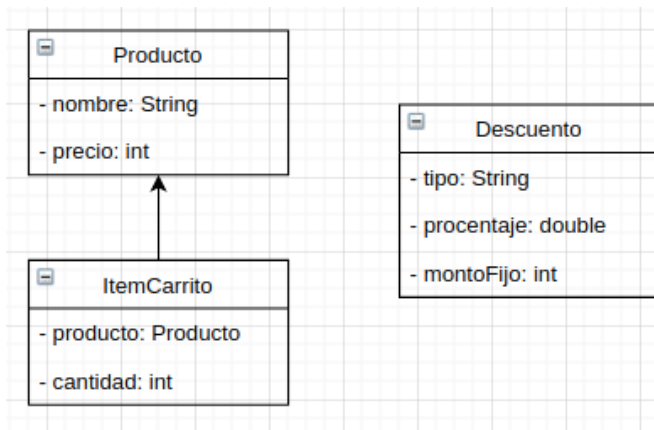 Producto
- nombre: String
- precio: int
Descuento
- tipo: String
- procentaje: double
- montoFijo: int
ItemCarrito
- producto: Producto
- cantidad: int